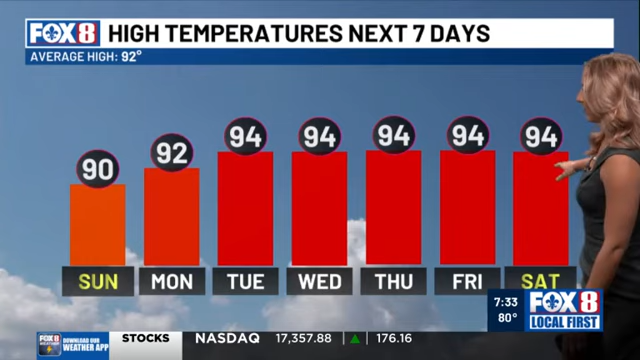 FOX 8 HIGH TEMPERATURES NEXT 7 DAYS
AVERAGE HIGH: 92°
90 92 94 94 94 94 94
SUN MON TUE WED THU FRI SAT
7:33 FOX 8
80° LOCAL FIRST
FOX 8 WEATHER DOWNLOAD OUR WEATHER APP STOCKS NASDAQ 17,357.88 176.16